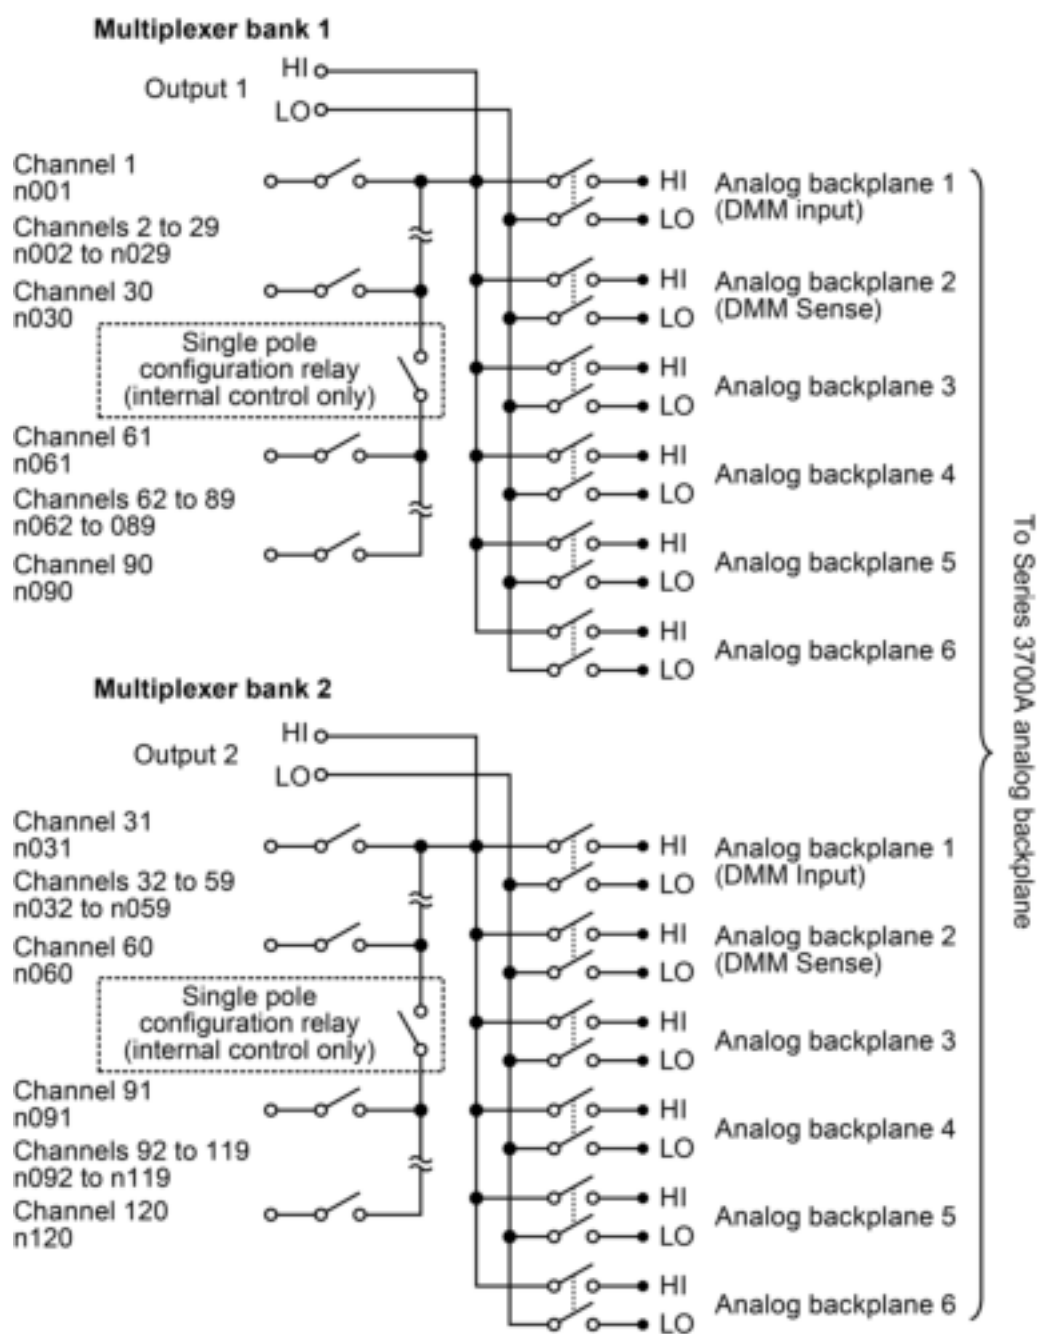 Multiplexer bank 1
HI
Output 1
LO
Channel 1
n001
HI
Analog backplane 1
(DMM input)
LO
Channels 2 to 29
n002 to n029
HI
Analog backplane 2
(DMM Sense)
LO
Channel 30
n030
Single pole
configuration relay
(internal control only)
HI
Analog backplane 3
LO
Channel 61
n061
HI
Analog backplane 4
LO
Channels 62 to 89
n062 to 089
HI
Analog backplane 5
LO
Channel 90
n090
HI
Analog backplane 6
LO
To Series 3700A analog backplane
Multiplexer bank 2
HI
Output 2
LO
Channel 31
n031
HI
Analog backplane 1
(DMM Input)
LO
Channels 32 to 59
n032 to n059
HI
Analog backplane 2
(DMM Sense)
LO
Channel 60
n060
Single pole
configuration relay
(internal control only)
HI
Analog backplane 3
LO
Channel 91
n091
HI
Analog backplane 4
LO
Channels 92 to 119
n092 to n119
HI
Analog backplane 5
LO
Channel 120
n120
HI
Analog backplane 6
LO